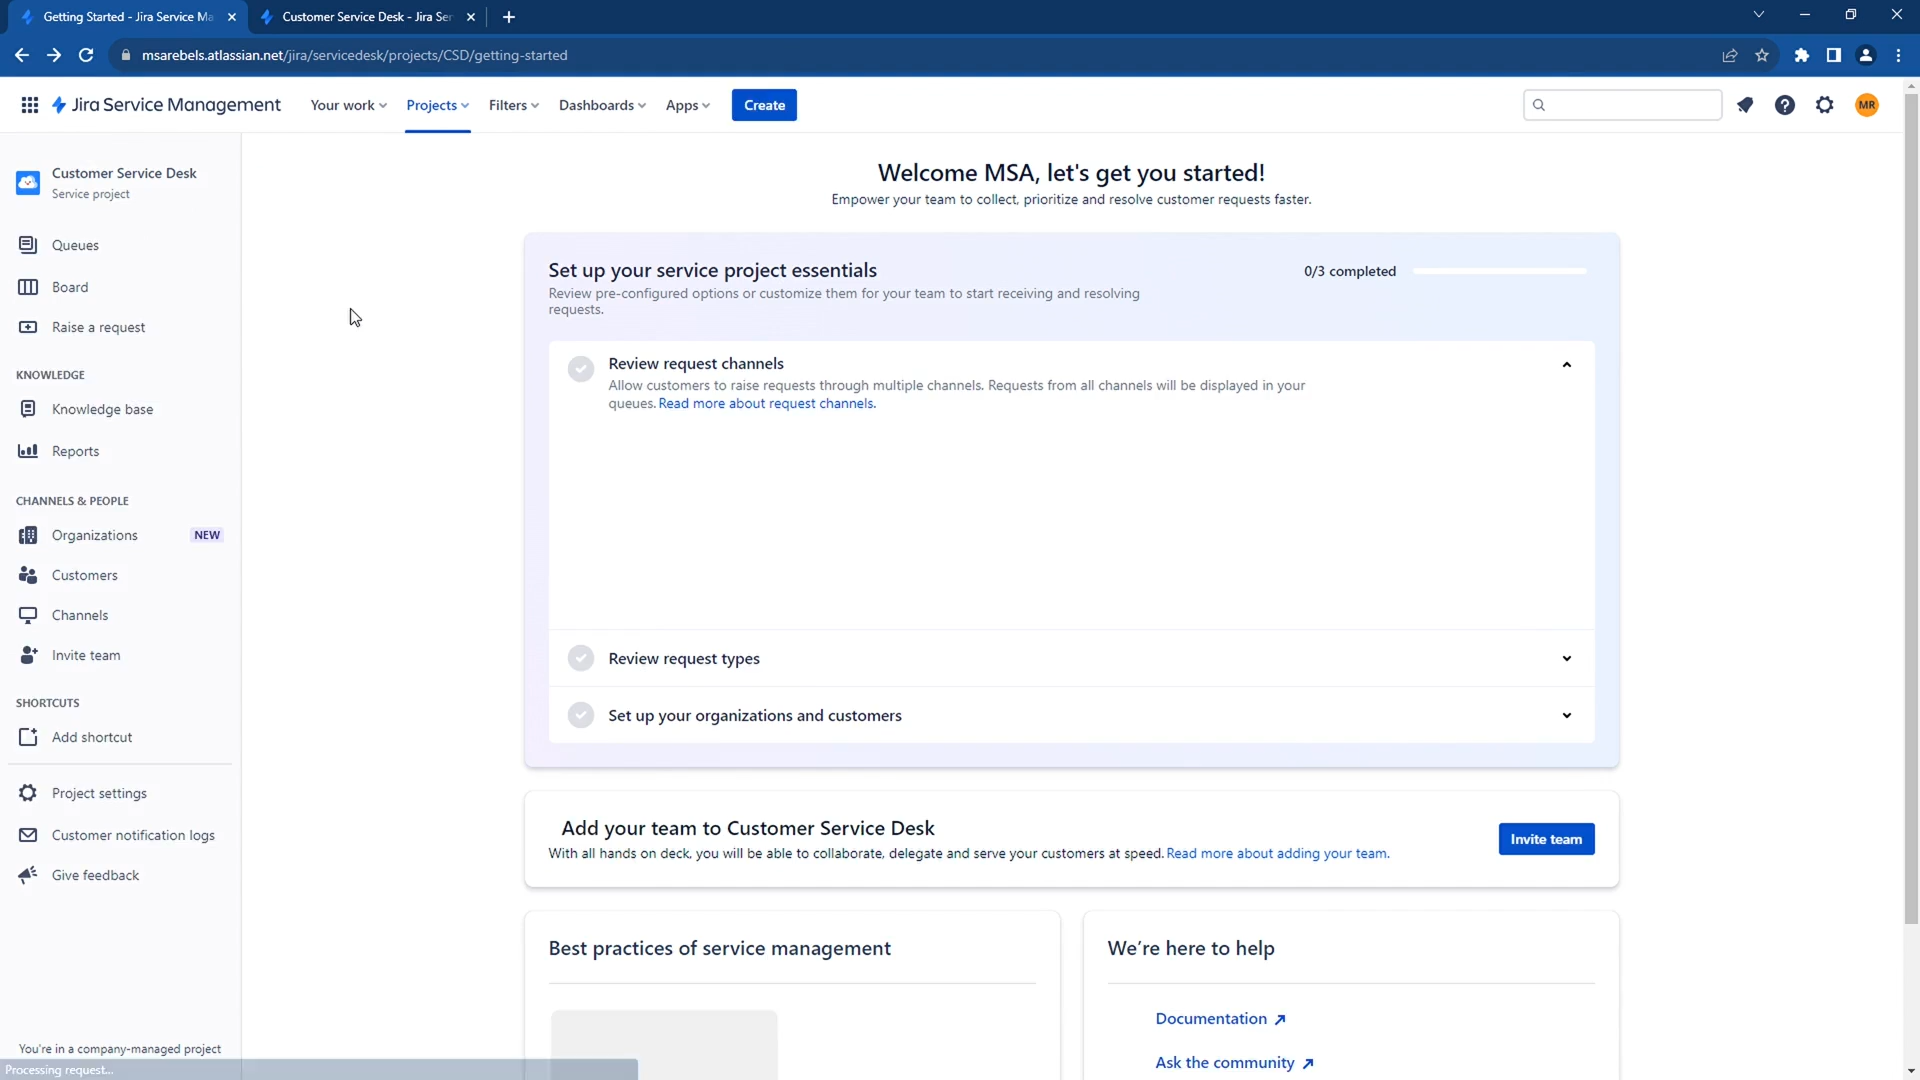 Getting Started - Jira Service Ma
Customer Service Desk - Jira Ser
msarebels.atlassian.net/jira/servicedesk/projects/CSD/getting-started
Jira Service Management
Your work
Projects
Filters
Dashboards
Apps
Create
MR
Customer Service Desk
Service project
Queues
Board
Raise a request
KNOWLEDGE
Knowledge base
Reports
CHANNELS & PEOPLE
Organizations
NEW
Customers
Channels
Invite team
SHORTCUTS
Add shortcut
Project settings
Customer notification logs
Give feedback
You're in a company-managed project
Processing request...
Welcome MSA, let's get you started!
Empower your team to collect, prioritize and resolve customer requests faster.
Set up your service project essentials
0/3 completed
Review pre-configured options or customize them for your team to start receiving and resolving
requests.
Review request channels
Allow customers to raise requests through multiple channels. Requests from all channels will be displayed in your
queues. Read more about request channels.
Review request types
Set up your organizations and customers
Add your team to Customer Service Desk
With all hands on deck, you will be able to collaborate, delegate and serve your customers at speed. Read more about adding your team.
Invite team
Best practices of service management
We're here to help
Documentation
Ask the community